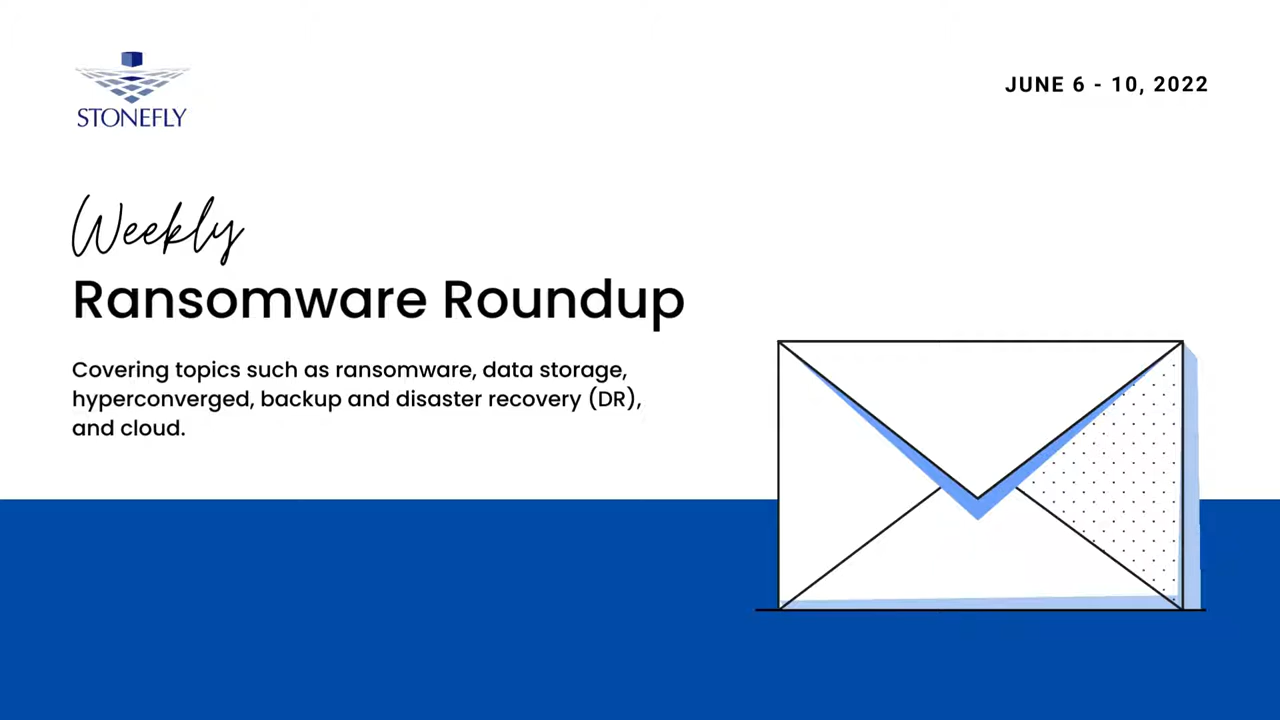 STONEFLY
JUNE 6 - 10, 2022
Weekly
Ransomware Roundup
Covering topics such as ransomware, data storage,
hyperconverged, backup and disaster recovery (DR),
and cloud.